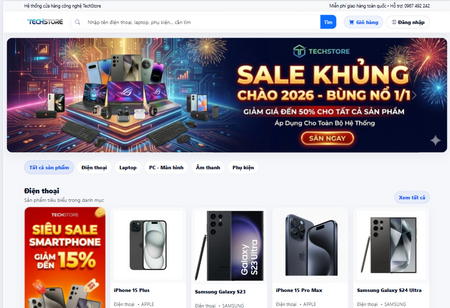 Hệ thống cửa hàng công nghệ TechStore
Miễn phí giao hàng toàn quốc • Hỗ trợ: 0987 492 242
TECHSTORE
Nhập tên điện thoại, laptop, phụ kiện... cần tìm
Tìm
Giỏ hàng
Đăng nhập
TECHSTORE
SALE KHỦNG
CHÀO 2026 - BÙNG NỔ 1/1
GIẢM GIÁ ĐẾN 50% CHO TẤT CẢ SẢN PHẨM
Áp Dụng Cho Toàn Bộ Hệ Thống
SĂN NGAY
Tất cả sản phẩm
Điện thoại
Laptop
PC - Màn hình
Âm thanh
Phụ kiện
Điện thoại
Sản phẩm tiêu biểu trong danh mục
Xem tất cả
TECHSTORE
SIÊU SALE
SMARTPHONE
GIẢM ĐẾN 15%
Galaxy
S23 Ultra
iPhone 15 Plus
Điện thoại • APPLE
Samsung Galaxy S23
Điện thoại • SAMSUNG
iPhone 15 Pro Max
Điện thoại • APPLE
Samsung Galaxy S24 Ultra
Điện thoại • SAMSUNG